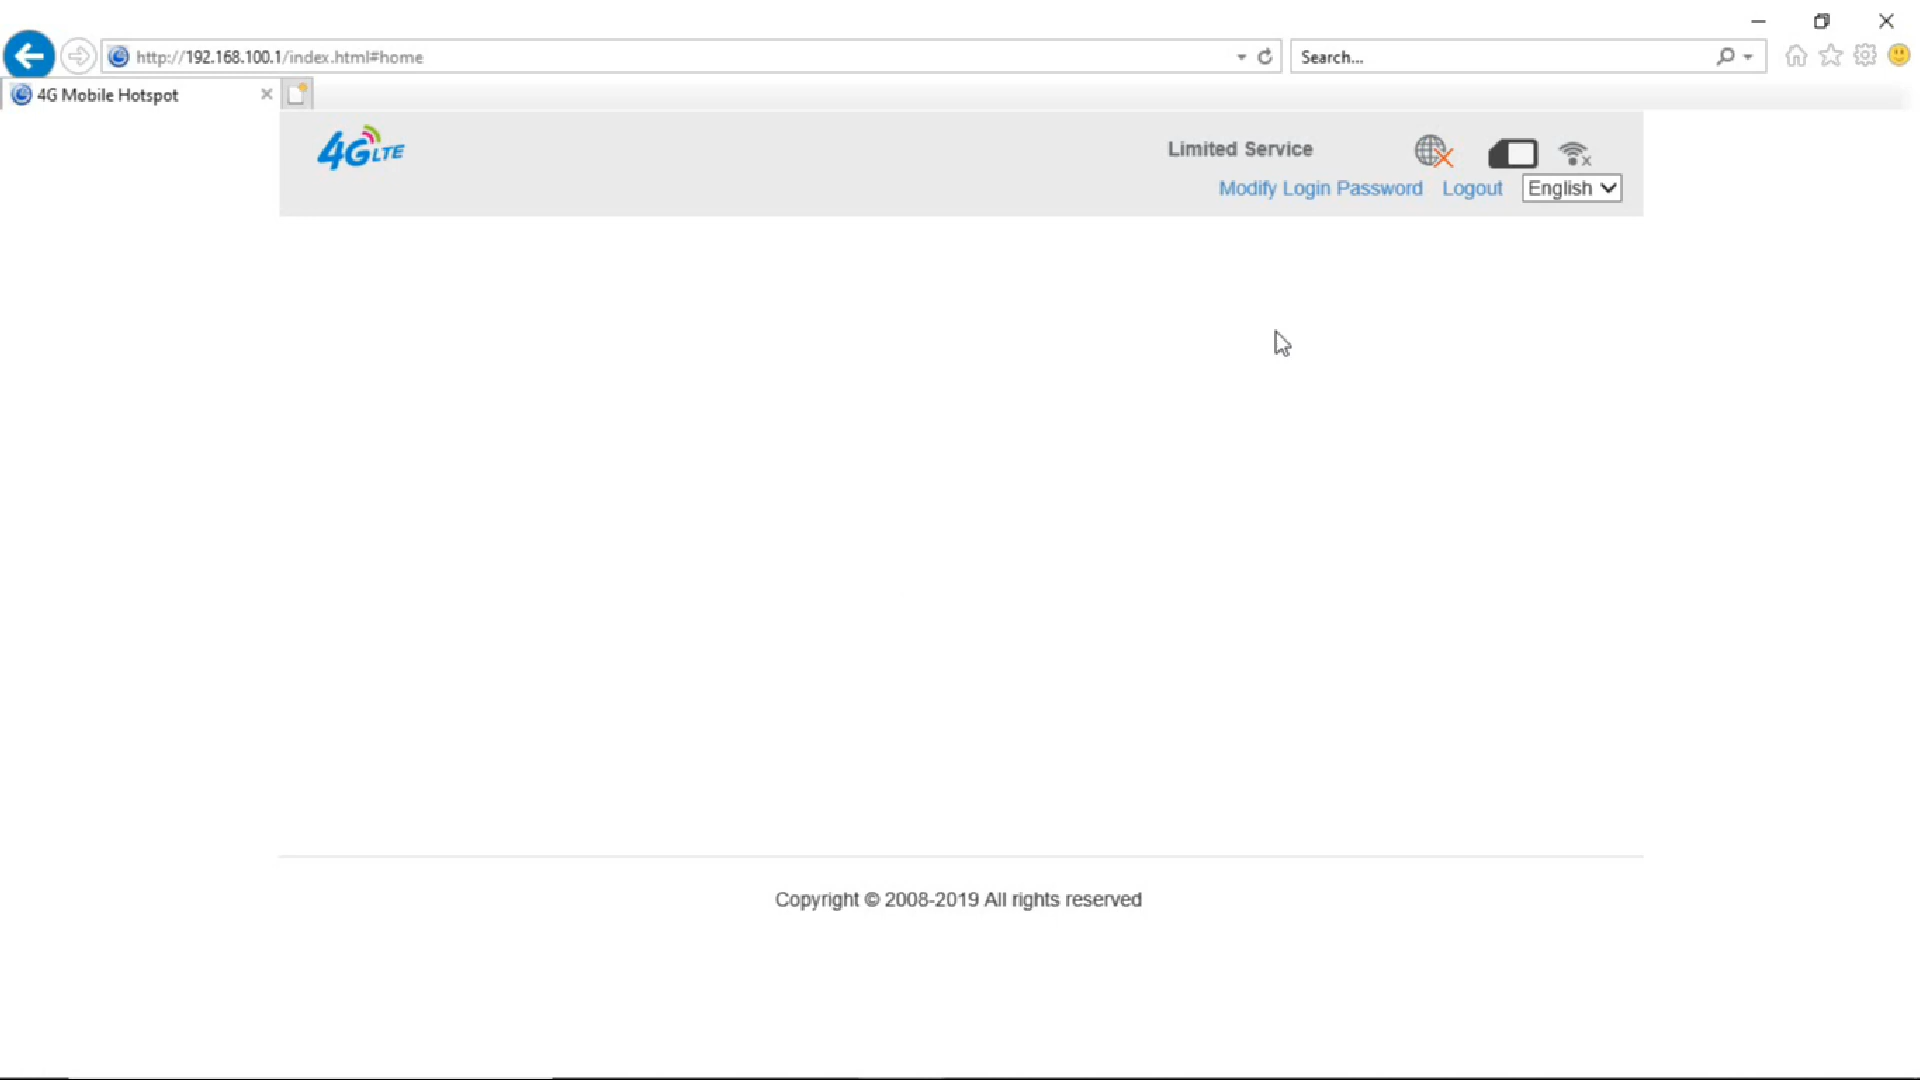 http://192.168.100.1/index.html#home
Search...
4G Mobile Hotspot
4G LTE
Limited Service
Modify Login Password Logout English
Copyright © 2008-2019 All rights reserved